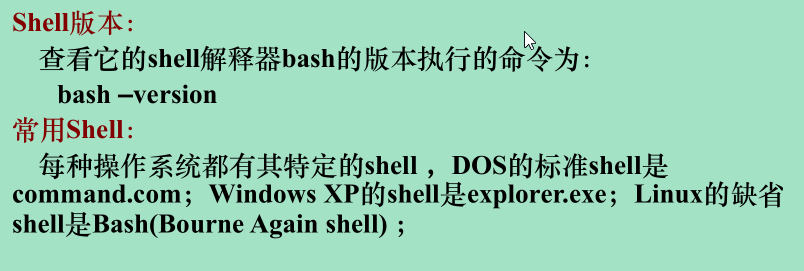 Shell版本：
查看它的shell解释器bash的版本执行的命令为：
bash –version
常用Shell：
每种操作系统都有其特定的shell ，DOS的标准shell是
command.com；Windows XP的shell是explorer.exe；Linux的缺省
shell是Bash(Bourne Again shell) ；